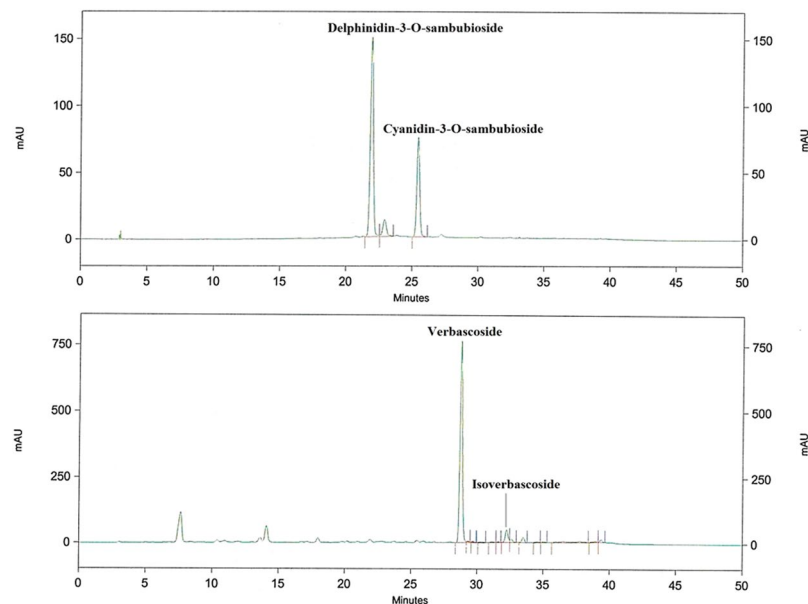 Delphinidin-3-O-sambubioside
Cyanidin-3-O-sambubioside
150 150
100 100
mAU mAU
50 50
0 0
0 5 10 15 20 25 30 35 40 45 50
Minutes
Verbascoside
750 750
500 500
mAU mAU
250 Isoverbascoside 250
0 0
0 5 10 15 20 25 30 35 40 45 50
Minutes